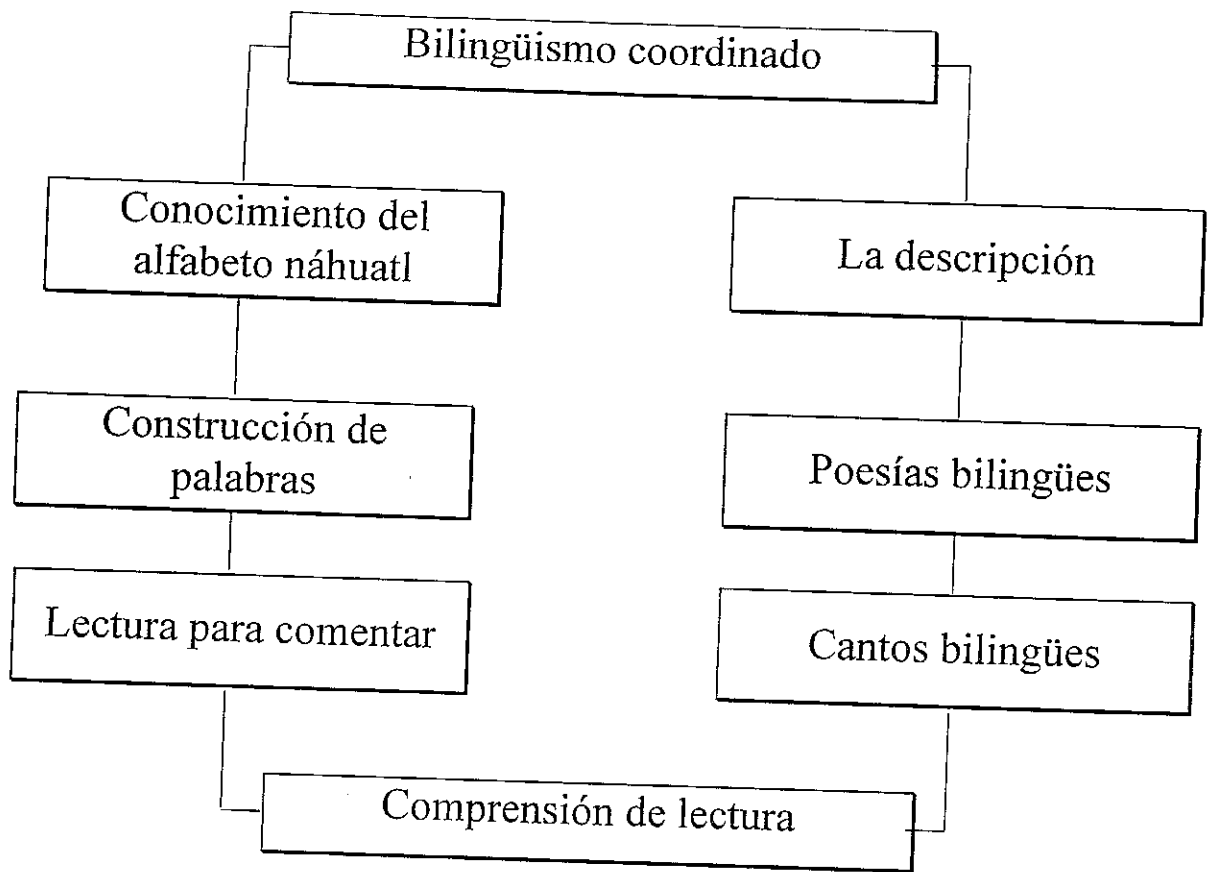 Bilingüismo coordinado
Conocimiento del
alfabeto náhuatl
Construcción de
palabras
Lectura para comentar
La descripción
Poesías bilingües
Cantos bilingües
Comprensión de lectura